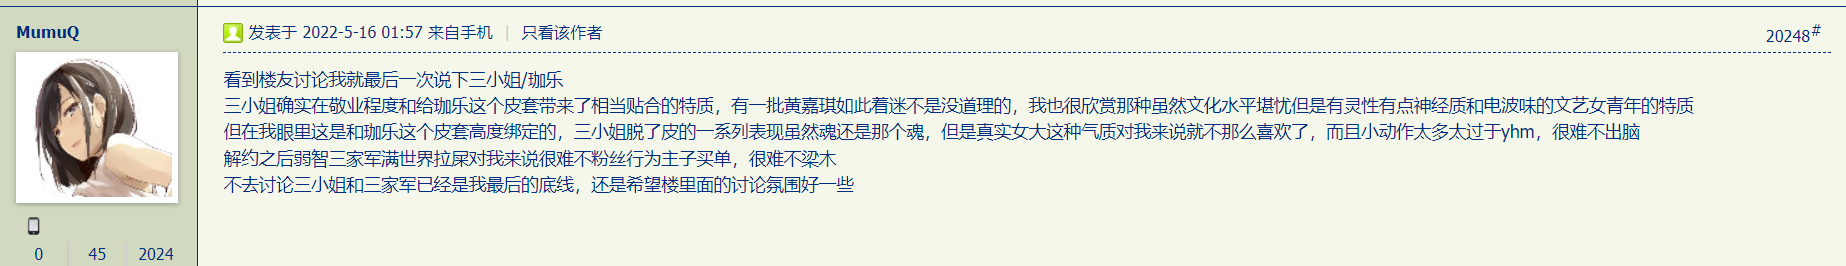 MumuQ
发表于 2022-5-16 01:57 来自手机 | 只看该作者
20248#
看到楼友讨论我就最后一次说下三小姐/珈乐
三小姐确实在敬业程度和给珈乐这个皮套带来了相当贴合的特质，有一批黄嘉琪如此着迷不是没道理的，我也很欣赏那种虽然文化水平堪忧但是有灵性有点神经质和电波味的文艺女青年的特质
但在我眼里这是和珈乐这个皮套高度绑定的，三小姐脱了皮的一系列表现虽然魂还是那个魂，但是真实女大这种气质对我来说就不那么喜欢了，而且小动作太多太过于yhm，很难不出脑
解约之后弱智三家军满世界拉屎对我来说很难不粉丝行为主子买单，很难不梁木
不去讨论三小姐和三家军已经是我最后的底线，还是希望楼里面的讨论氛围好一些
0 45 2024